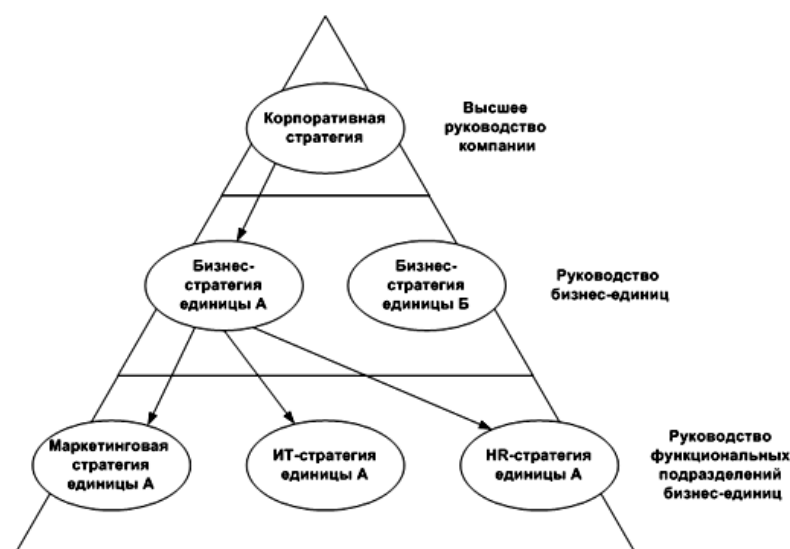 Корпоративная
стратегия
Высшее
руководство
компании
Бизнес-
стратегия
единицы А
Бизнес-
стратегия
единицы Б
Руководство
бизнес-единиц
Маркетинговая
стратегия
единицы А
ИТ-стратегия
единицы А
HR-стратегия
единицы А
Руководство
функциональных
подразделений
бизнес-единиц